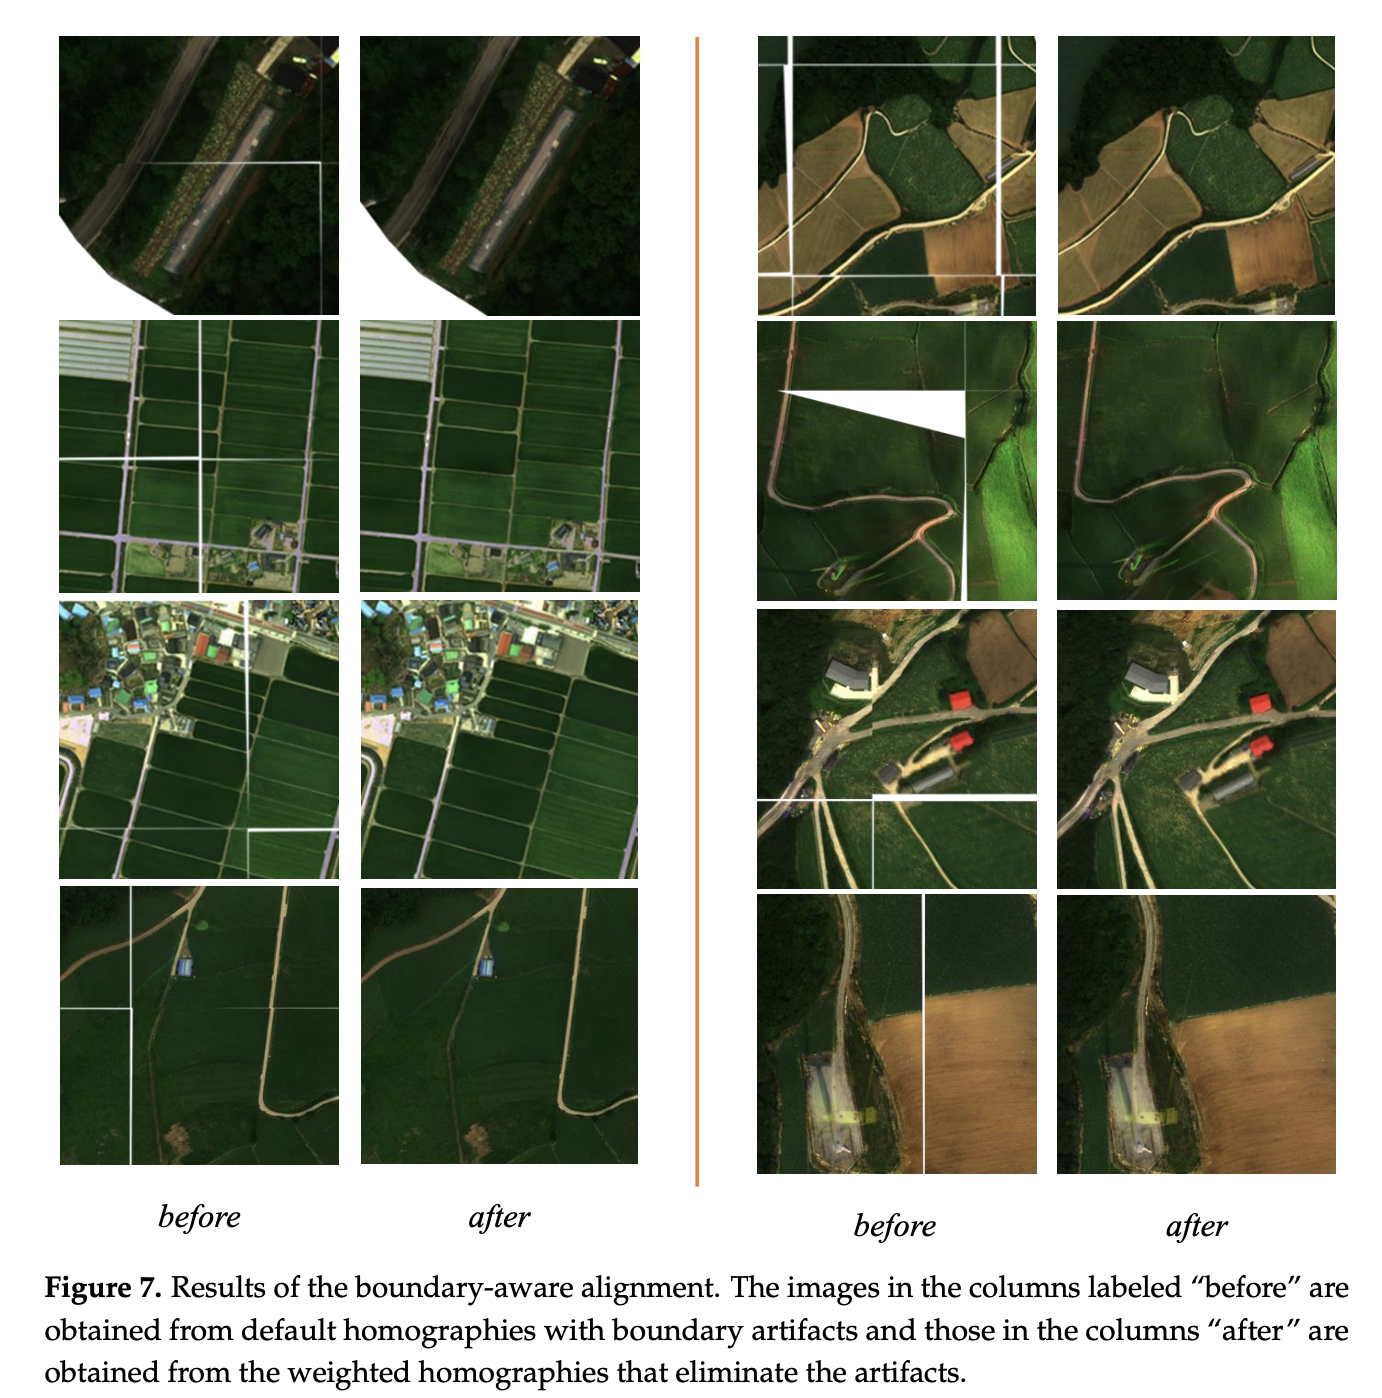 before
after
before
after
Figure 7. Results of the boundary-aware alignment. The images in the columns labeled “before” are
obtained from default homographies with boundary artifacts and those in the columns “after” are
obtained from the weighted homographies that eliminate the artifacts.